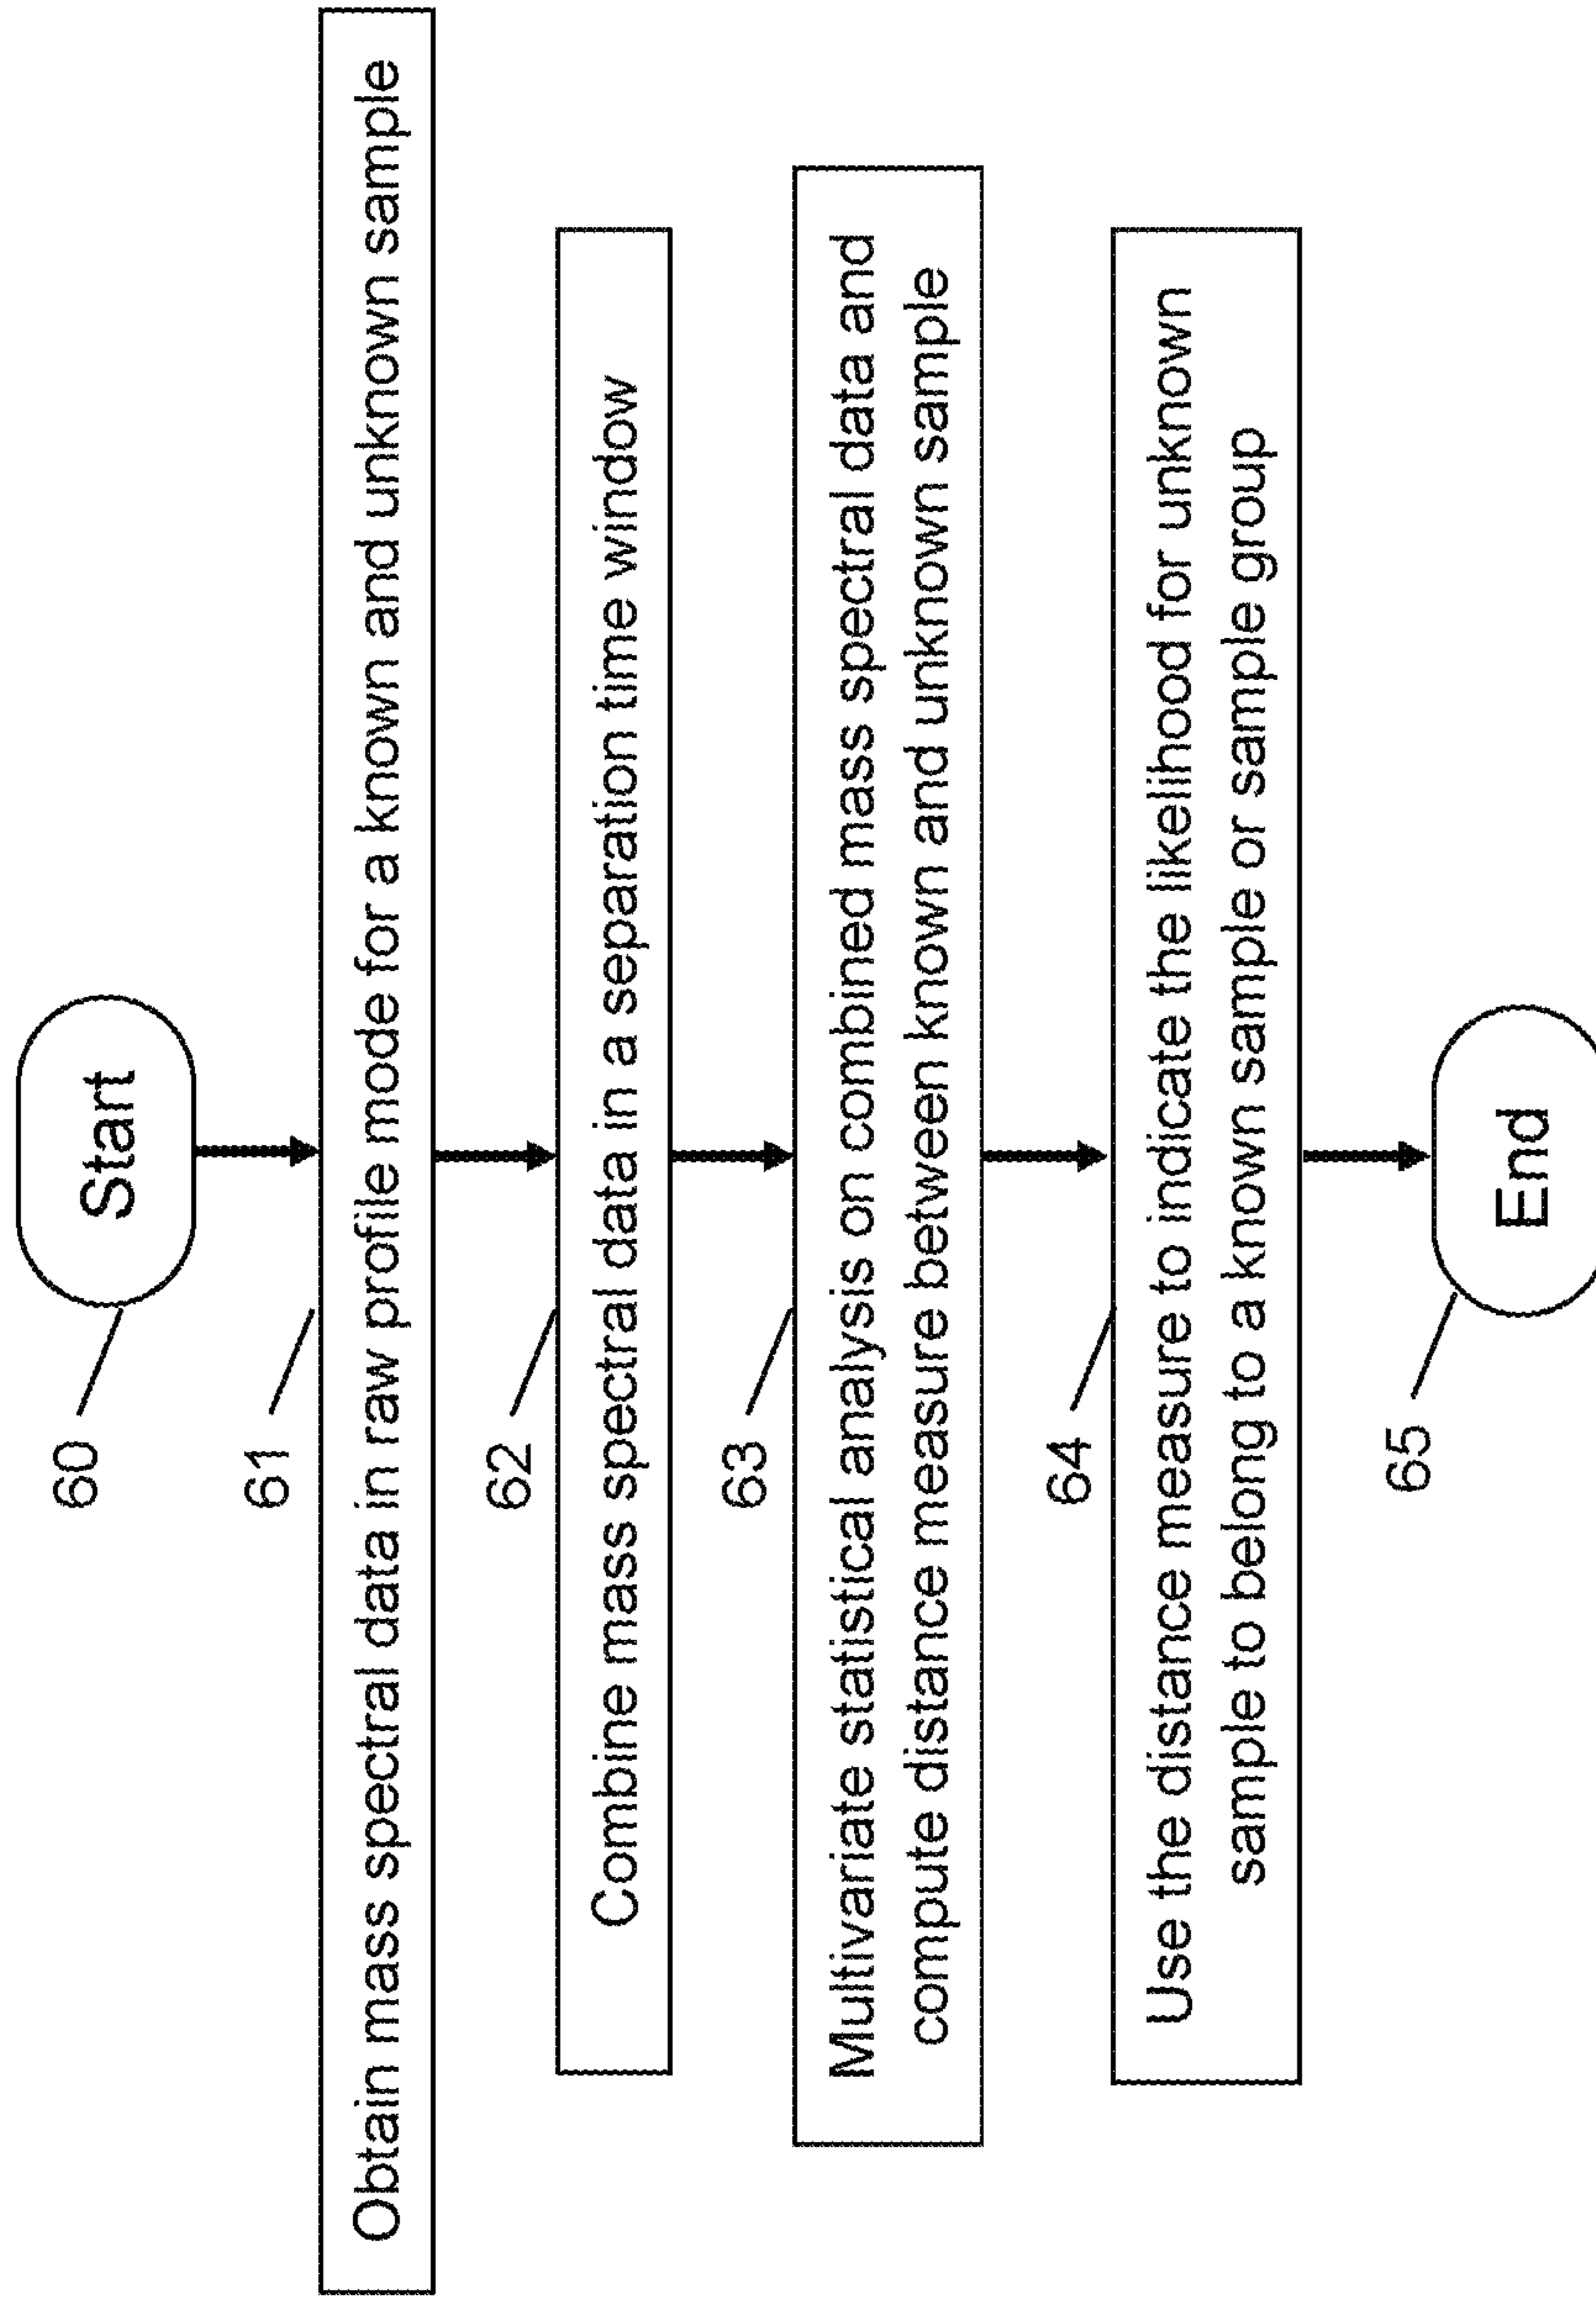 Start
60
61
Obtain mass spectral data in raw profile mode for a known and unknown sample
62
Combine mass spectral data in a separation time window
63
Multivariate statistical analysis on combined mass spectral data and
compute distance measure between known and unknown sample
64
Use the distance measure to indicate the likelihood for unknown
sample to belong to a known sample or sample group
65
End